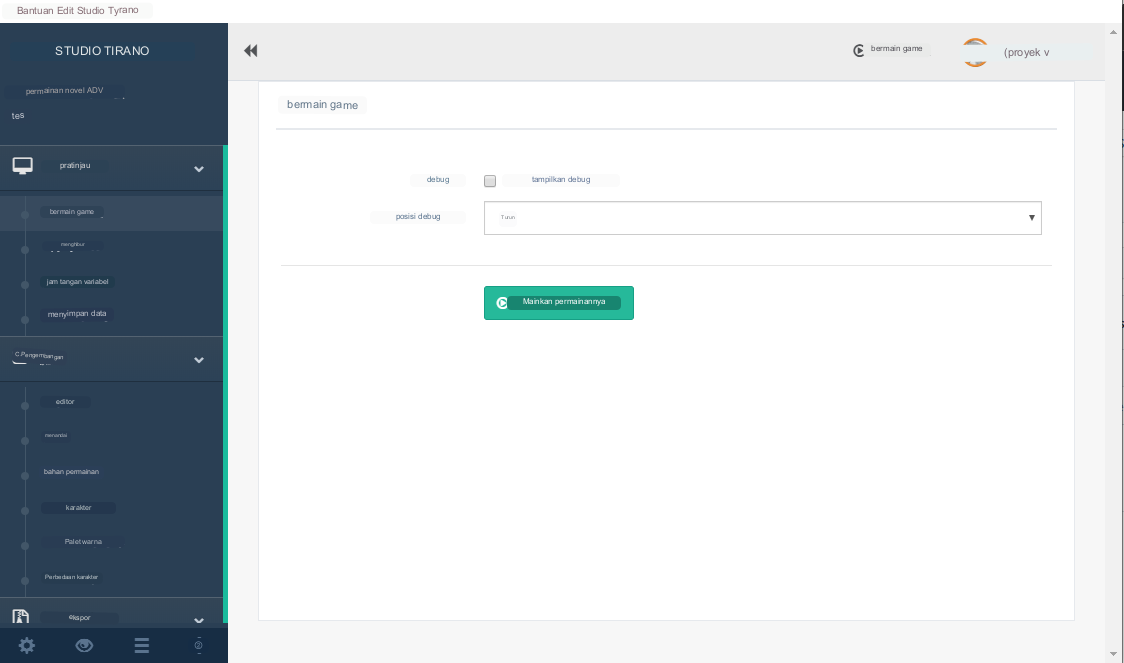 Bantuan Edit Studio Tyrano
STUDIO TIRANO
bermain game
(proyek v
permainan novel ADV
tes
bermain game
pratinjau
debug
tampilkan debug
bermain game
posisi debug
Turun
menghibur
jam tangan variabel
Mainkan permainannya
menyimpan data
C.Pengembangan
editor
menandai
bahan permainan
karakter
Palet warna
Perbedaan karakter
ekspor